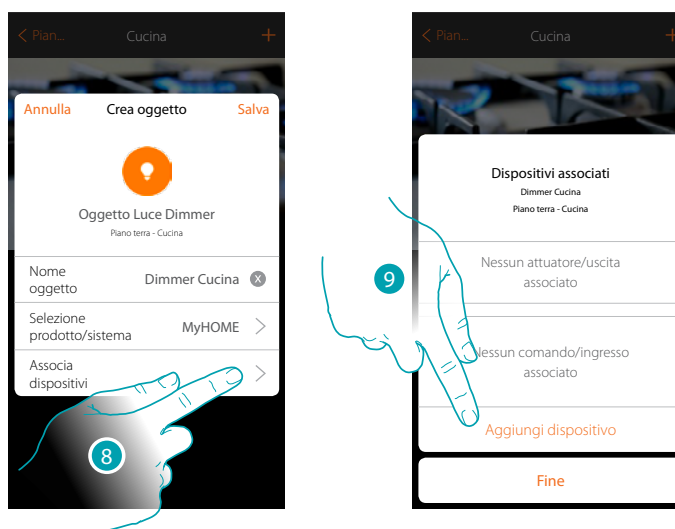 Pian...
Cucina
+
Annulla
Crea oggetto
Salva
Oggetto Luce Dimmer
Piano terra - Cucina
Nome
oggetto
Dimmer Cucina
X
Selezione
prodotto/sistema
MyHOME
Associa
dispositivi
8
Pian...
Cucina
+
Dispositivi associati
Dimmer Cucina
Piano terra - Cucina
Nessun attuatore/uscita
associato
9
Nessun comando/ingresso
associato
Aggiungi dispositivo
Fine